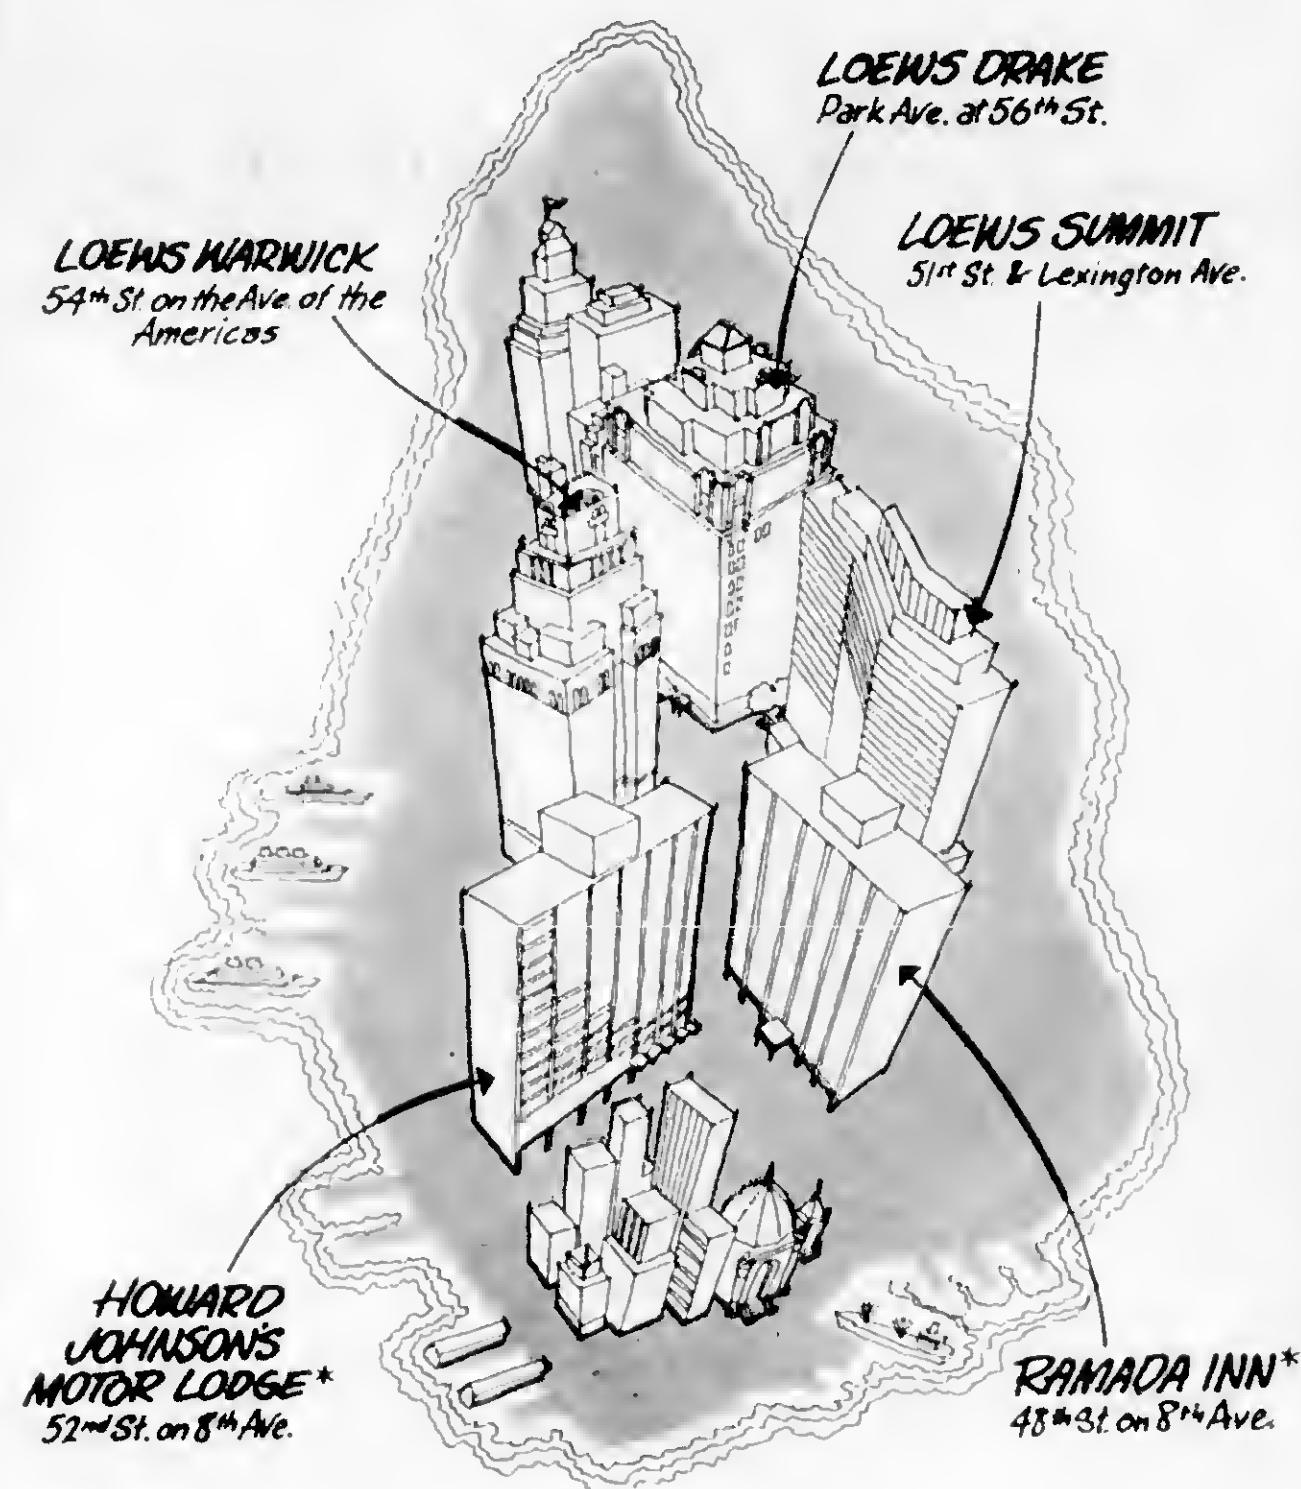 LOEWS DRAKE
Park Ave. at 56th St.
LOEWS SUMMIT
51st St. & Lexington Ave.
LOEWS WARWICK
54th St. on the Ave. of the
Americas
HOWARD
JOHNSON'S
MOTOR LODGE*
52nd St. on 8th Ave.
RAMADA INN*
48th St. on 8th Ave.